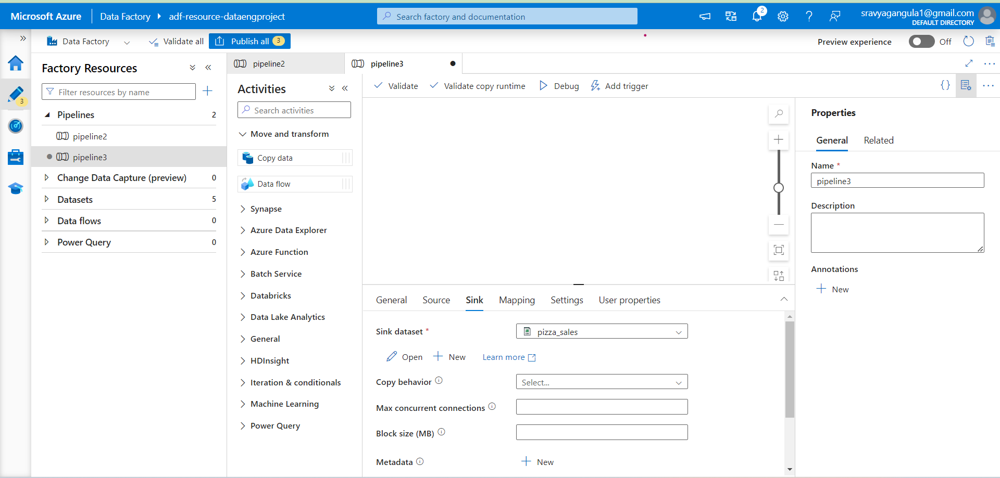 Microsoft Azure
Data Factory
adf-resource-dataengproject
Search factory and documentation
2
sravyagangula1@gmail.com
DEFAULT DIRECTORY
Data Factory
Validate all
Publish all
3
Preview experience
Off
3
Factory Resources
Filter resources by name
Pipelines
2
pipeline2
pipeline3
Change Data Capture (preview)
0
Datasets
5
Data flows
0
Power Query
0
pipeline2
pipeline3
Activities
Search activities
Move and transform
Copy data
Data flow
Synapse
Azure Data Explorer
Azure Function
Batch Service
Databricks
Data Lake Analytics
General
HDInsight
Iteration & conditionals
Machine Learning
Power Query
Validate
Validate copy runtime
Debug
Add trigger
{}
General
Source
Sink
Mapping
Settings
User properties
Sink dataset *
pizza_sales
Open
New
Learn more
Copy behavior
Select...
Max concurrent connections
Block size (MB)
Metadata
New
Properties
General
Related
Name *
pipeline3
Description
Annotations
New